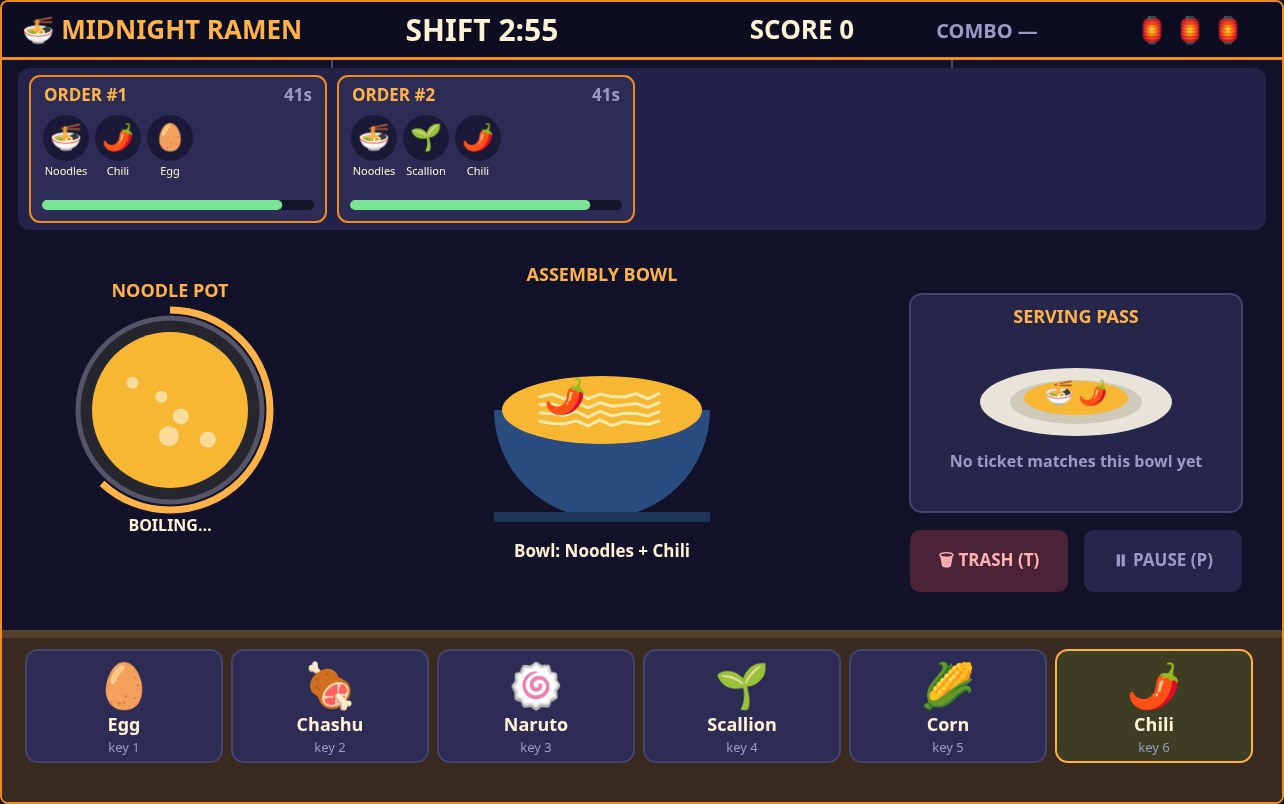 MIDNIGHT RAMEN
SHIFT 2:55
SCORE 0
COMBO —
ORDER #1
41s
Noodles
Chili
Egg
ORDER #2
41s
Noodles
Scallion
Chili
NOODLE POT
BOILING...
ASSEMBLY BOWL
Bowl: Noodles + Chili
SERVING PASS
No ticket matches this bowl yet
TRASH (T)
PAUSE (P)
Egg
key 1
Chashu
key 2
Naruto
key 3
Scallion
key 4
Corn
key 5
Chili
key 6